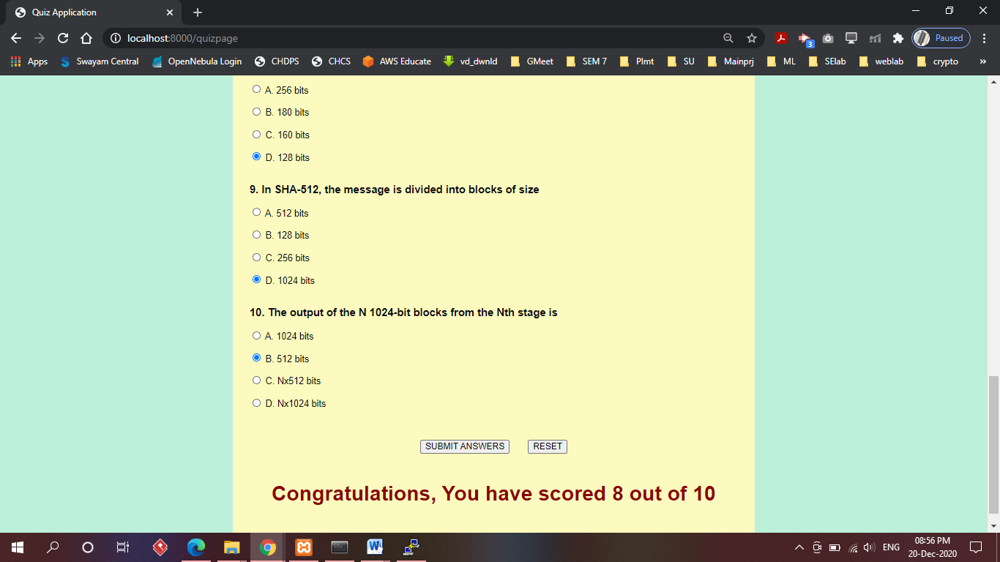 Quiz Application
localhost:8000/quizpage
3
Paused
Apps Swayam Central OpenNebula Login CHDPS CHCS AWS Educate vd_dwnld GMeet SEM 7 Plmt SU Mainprj ML SElab weblab crypto »
A. 256 bits
B. 180 bits
C. 160 bits
D. 128 bits
9. In SHA-512, the message is divided into blocks of size
A. 512 bits
B. 128 bits
C. 256 bits
D. 1024 bits
10. The output of the N 1024-bit blocks from the Nth stage is
A. 1024 bits
B. 512 bits
C. Nx512 bits
D. Nx1024 bits
SUBMIT ANSWERS RESET
Congratulations, You have scored 8 out of 10
ENG
08:56 PM
20-Dec-2020